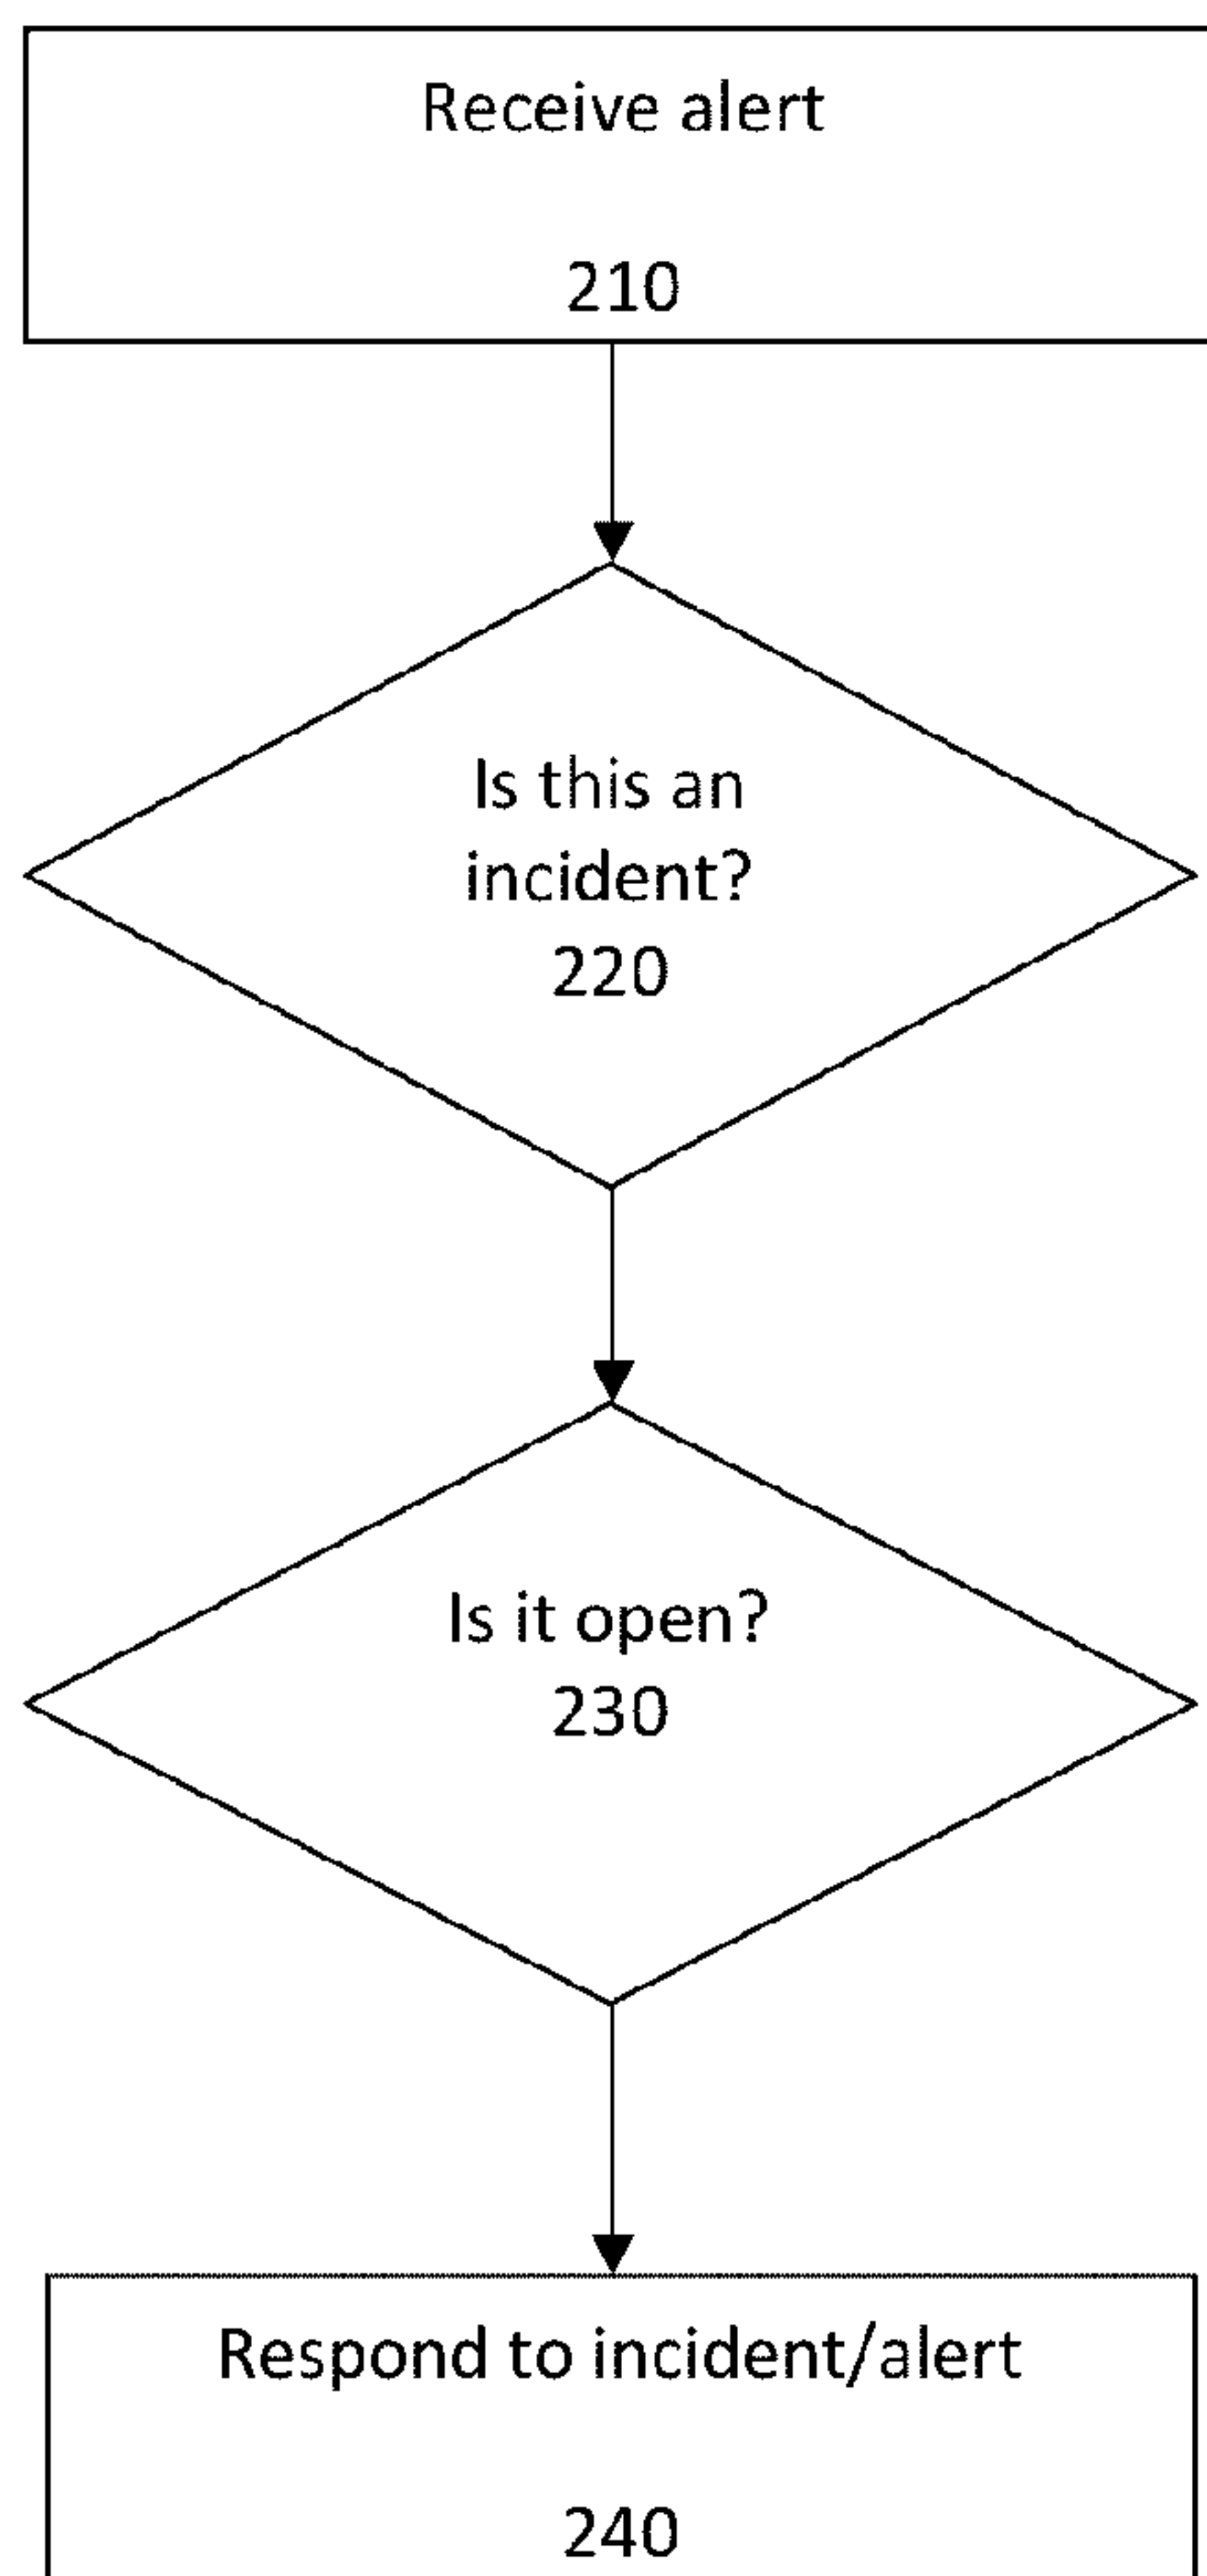 Receive alert
210
Is this an
incident?
220
Is it open?
230
Respond to incident/alert
240